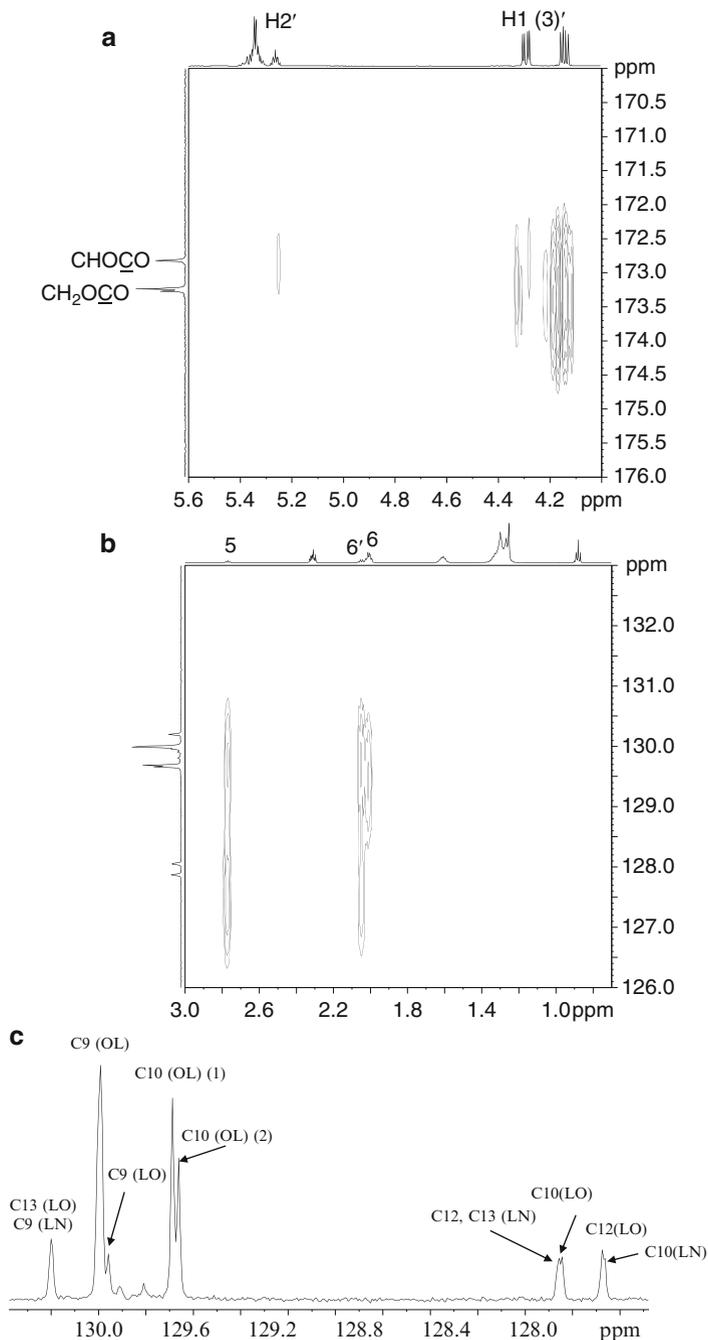 a
H2′
H1 (3)′
ppm
170.5
171.0
171.5
172.0
172.5
173.0
173.5
174.0
174.5
175.0
175.5
176.0
CHOCO
CH₂OCO
5.6 5.4 5.2 5.0 4.8 4.6 4.4 4.2 ppm
b
5
6′ 6
ppm
132.0
131.0
130.0
129.0
128.0
127.0
126.0
3.0 2.6 2.2 1.8 1.4 1.0ppm
c
C9 (OL)
C10 (OL) (1)
C10 (OL) (2)
C9 (LO)
C13 (LO)
C9 (LN)
C10(LO)
C12, C13 (LN)
C12(LO)
C10(LN)
130.0 129.6 129.2 128.8 128.4 128.0 ppm